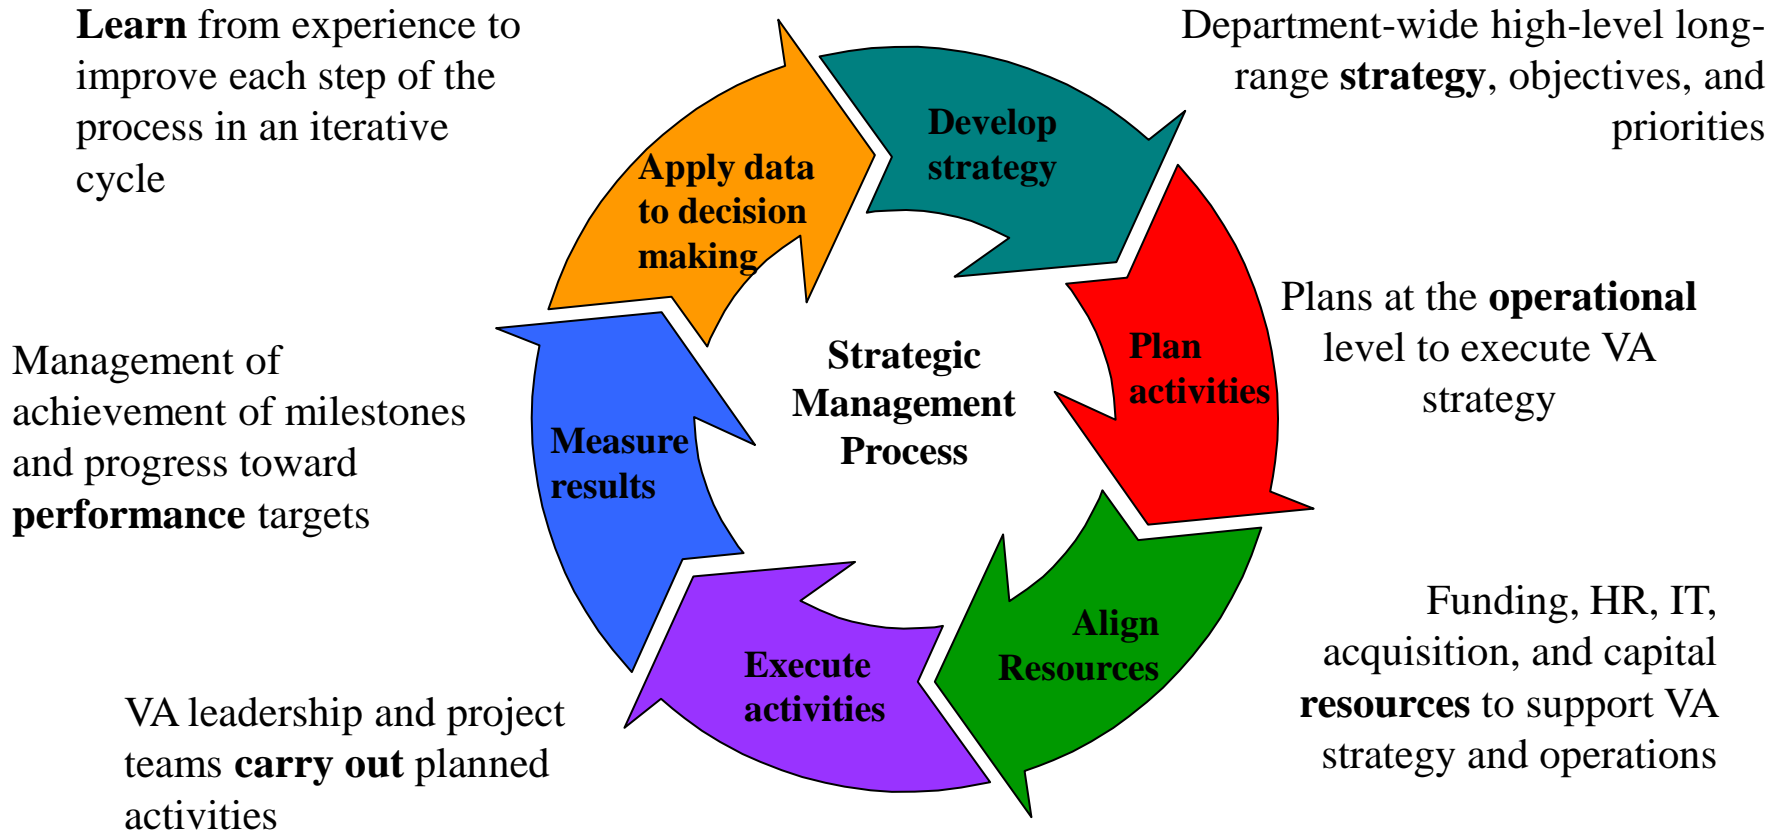 Learn from experience to
improve each step of the
process in an iterative
cycle
Department-wide high-level long-
range strategy, objectives, and
priorities
Develop
strategy
Apply data
to decision
making
Plans at the operational
level to execute VA
strategy
Plan
activities
Strategic
Management
Process
Management of
achievement of milestones
and progress toward
performance targets
Measure
results
Funding, HR, IT,
acquisition, and capital
resources to support VA
strategy and operations
Align
Resources
Execute
activities
VA leadership and project
teams carry out planned
activities